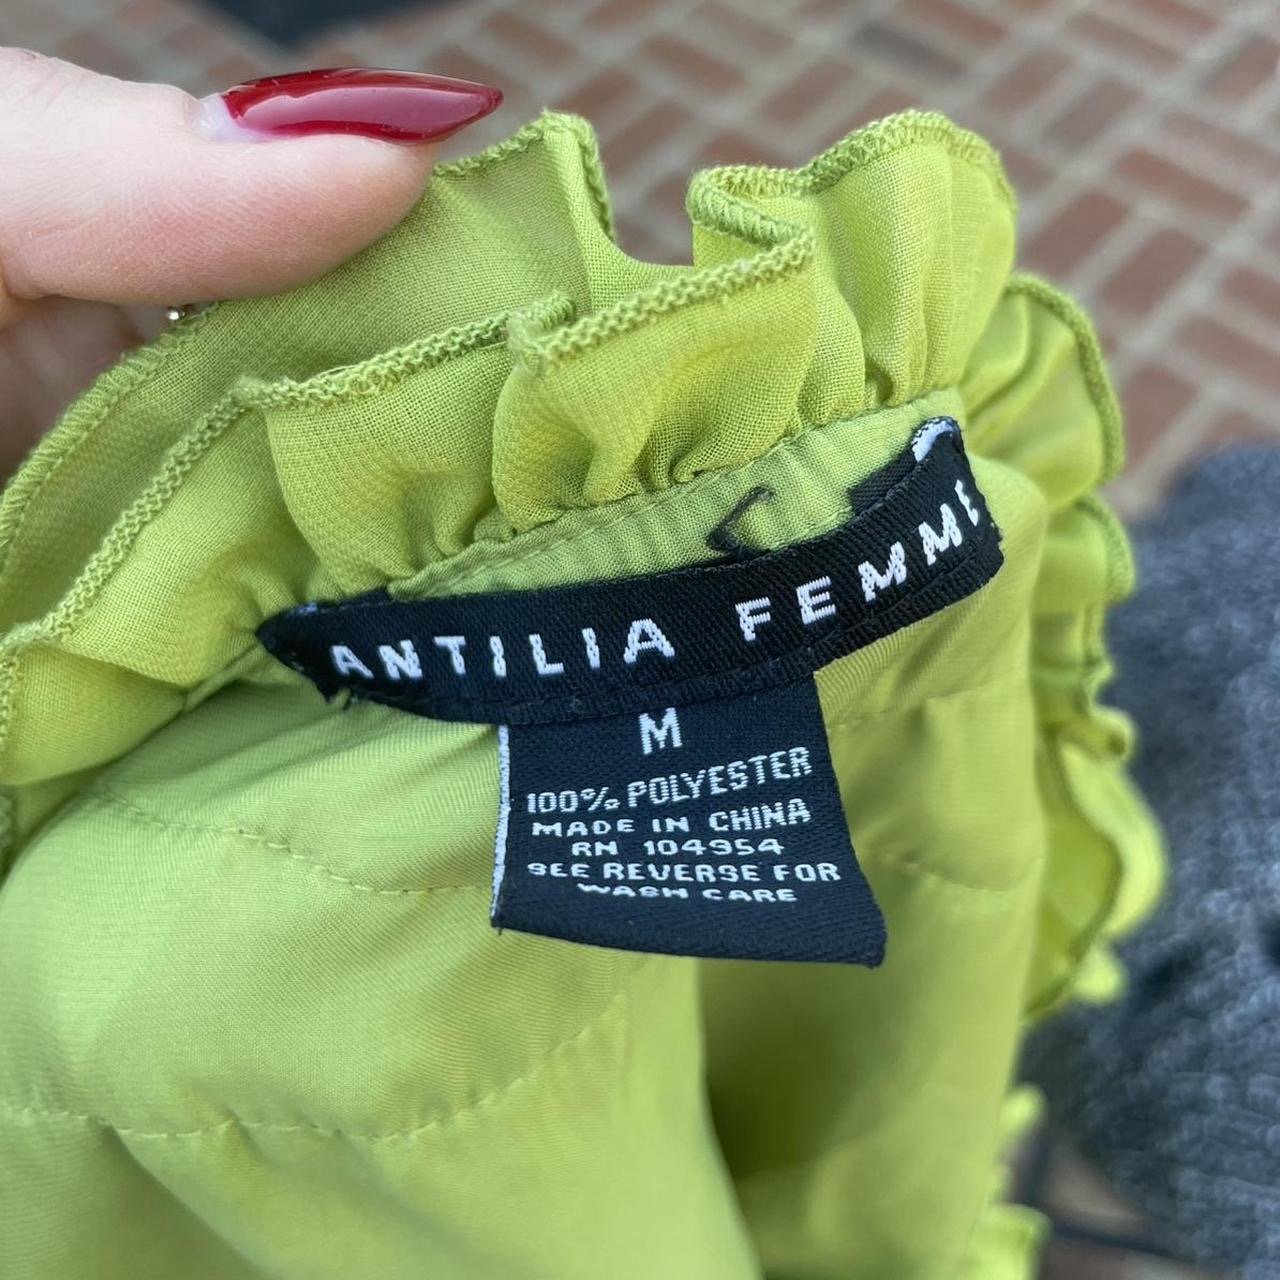 ANTILIA FEMME
M
100% POLYESTER
MADE IN CHINA
RN 104954
SEE REVERSE FOR
WASH CARE